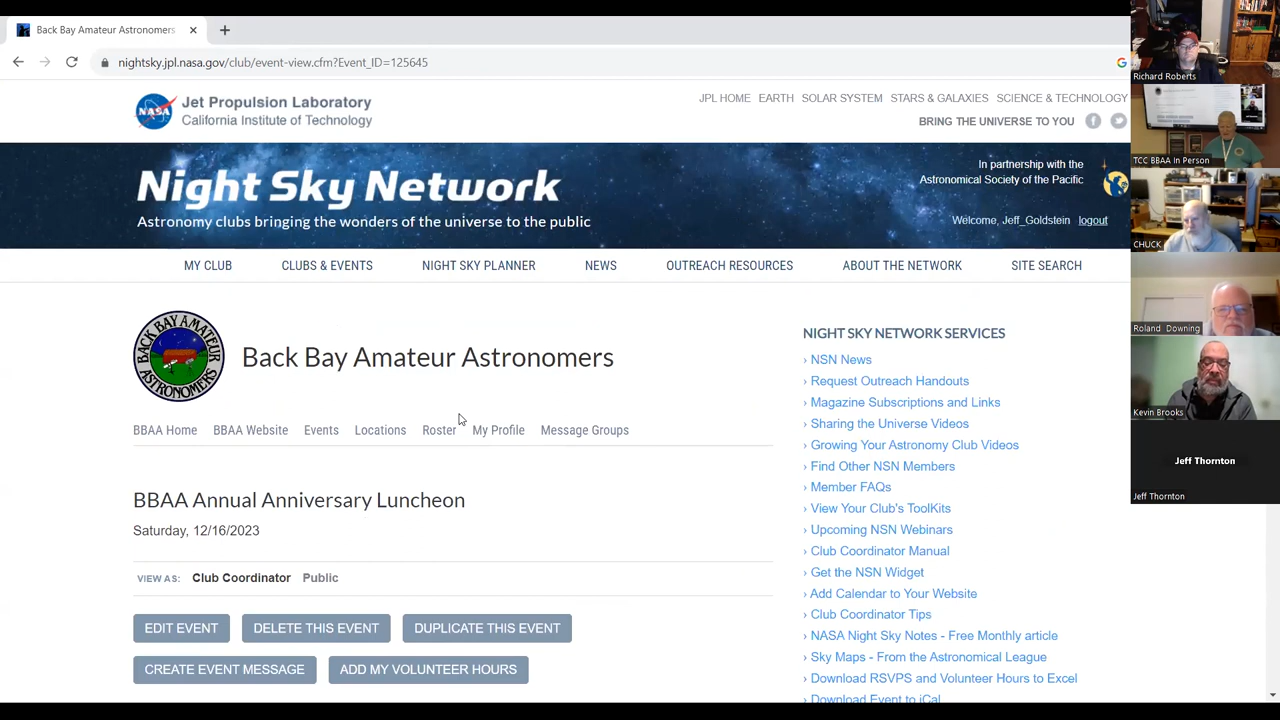 Back Bay Amateur Astronomers
nightsky.jpl.nasa.gov/club/event-view.cfm?Event_ID=125645
NASA
Jet Propulsion Laboratory
California Institute of Technology
JPL HOME EARTH SOLAR SYSTEM STARS & GALAXIES SCIENCE & TECHNOLOGY
BRING THE UNIVERSE TO YOU
Night Sky Network
Astronomy clubs bringing the wonders of the universe to the public
In partnership with the
Astronomical Society of the Pacific
Welcome, Jeff_Goldstein logout
MY CLUB CLUBS & EVENTS NIGHT SKY PLANNER NEWS OUTREACH RESOURCES ABOUT THE NETWORK SITE SEARCH
BACK BAY AMATEUR
ASTRONOMERS
Back Bay Amateur Astronomers
BBAA Home BBAA Website Events Locations Roster My Profile Message Groups
BBAA Annual Anniversary Luncheon
Saturday, 12/16/2023
VIEW AS: Club Coordinator Public
EDIT EVENT DELETE THIS EVENT DUPLICATE THIS EVENT
CREATE EVENT MESSAGE ADD MY VOLUNTEER HOURS
NIGHT SKY NETWORK SERVICES
› NSN News
› Request Outreach Handouts
› Magazine Subscriptions and Links
› Sharing the Universe Videos
› Growing Your Astronomy Club Videos
› Find Other NSN Members
› Member FAQs
› View Your Club's ToolKits
› Upcoming NSN Webinars
› Club Coordinator Manual
› Get the NSN Widget
› Add Calendar to Your Website
› Club Coordinator Tips
› NASA Night Sky Notes - Free Monthly article
› Sky Maps - From the Astronomical League
› Download RSVPS and Volunteer Hours to Excel
› Download Event to iCal
Richard Roberts
TCC BBAA In Person
CHUCK
Roland Downing
Kevin Brooks
Jeff Thornton
Jeff Thornton